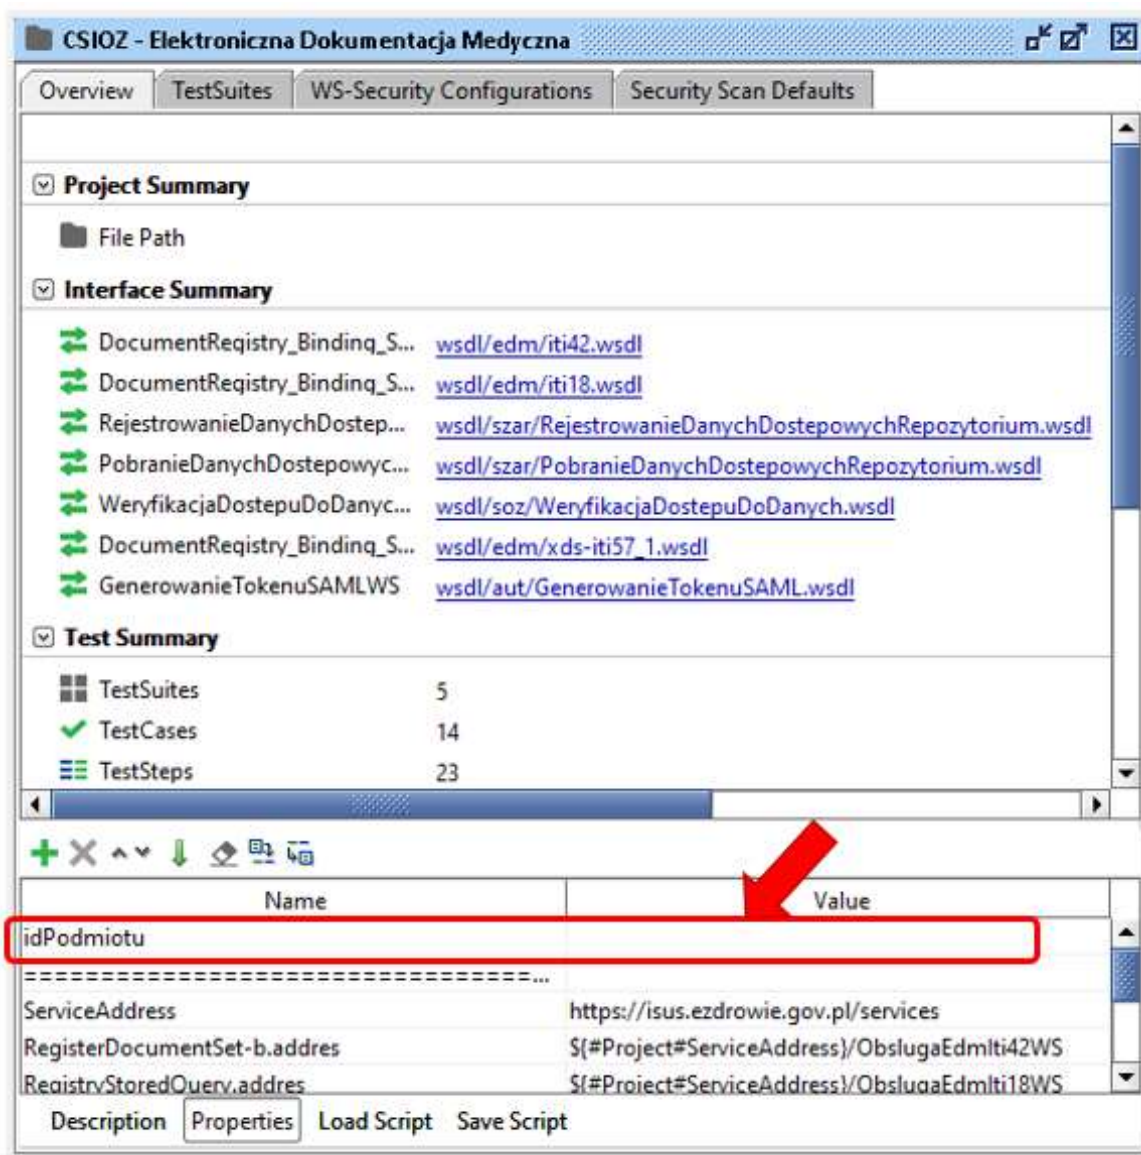 CSIOZ - Elektroniczna Dokumentacja Medyczna
Overview TestSuites WS-Security Configurations Security Scan Defaults
Project Summary
File Path
Interface Summary
DocumentRegistry_Binding_S... wsdl/edm/iti42.wsdl
DocumentRegistry_Binding_S... wsdl/edm/iti18.wsdl
RejestrowanieDanychDostep... wsdl/szar/RejestrowanieDanychDostepowychRepozytorium.wsdl
PobranieDanychDostepowyc... wsdl/szar/PobranieDanychDostepowychRepozytorium.wsdl
WeryfikacjaDostepuDoDanyc... wsdl/soz/WeryfikacjaDostepuDoDanych.wsdl
DocumentRegistry_Binding_S... wsdl/edm/xds-iti57_1.wsdl
GenerowanieTokenuSAMLWS wsdl/aut/GenerowanieTokenuSAML.wsdl
Test Summary
TestSuites 5
TestCases 14
TestSteps 23
Name Value
idPodmiotu
=================================...
ServiceAddress https://isus.ezdrowie.gov.pl/services
RegisterDocumentSet-b.addres ${#Project#ServiceAddress}/ObslugaEdmIti42WS
RegistryStoredQuery.addres ${#Project#ServiceAddress}/ObslugaEdmIti18WS
Description Properties Load Script Save Script